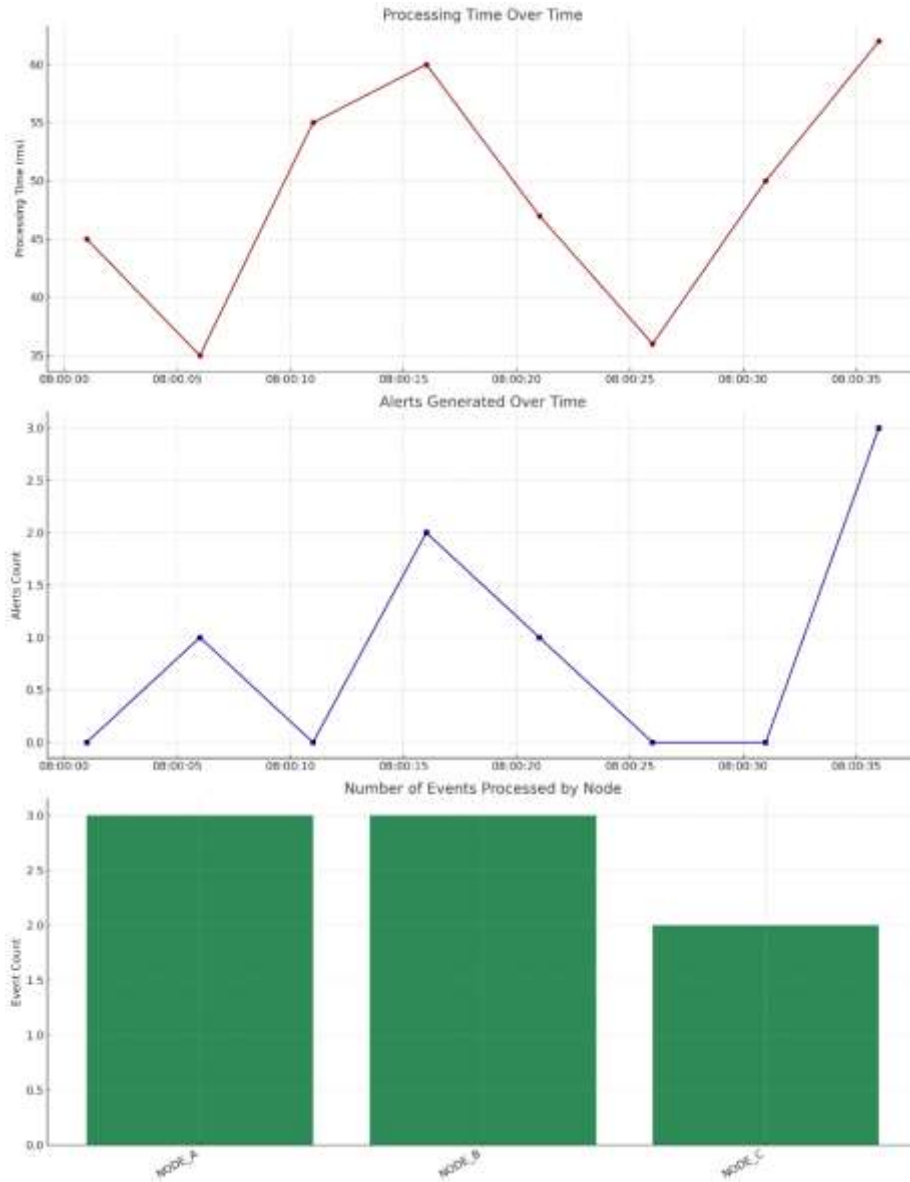 Processing Time Over Time
Processing Time (ms)
60
55
50
45
40
35
08:00:00 08:00:05 08:00:10 08:00:15 08:00:20 08:00:25 08:00:30 08:00:35
Alerts Generated Over Time
Alerts Count
3.0
2.5
2.0
1.5
1.0
0.5
0.0
08:00:00 08:00:05 08:00:10 08:00:15 08:00:20 08:00:25 08:00:30 08:00:35
Number of Events Processed by Node
Event Count
3.0
2.5
2.0
1.5
1.0
0.5
0.0
NODE_A NODE_B NODE_C